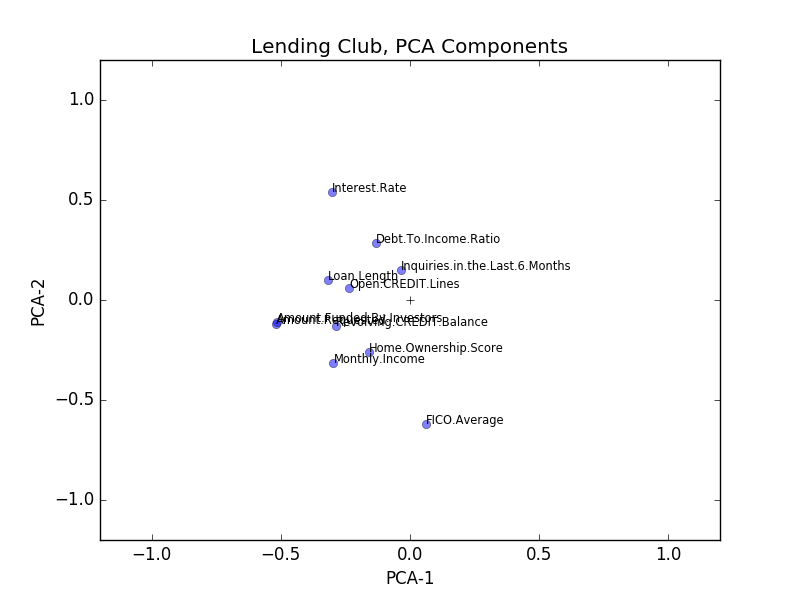 Lending Club, PCA Components
1.0
0.5
0.0
−0.5
−1.0
PCA-2
Interest.Rate
Debt.To.Income.Ratio
Inquiries.in.the.Last.6.Months
Loan.Length
Open.CREDIT.Lines
Amount.Funded.By.Investors
Amount.Requested
Revolving.CREDIT.Balance
Home.Ownership.Score
Monthly.Income
FICO.Average
−1.0
−0.5
0.0
0.5
1.0
PCA-1